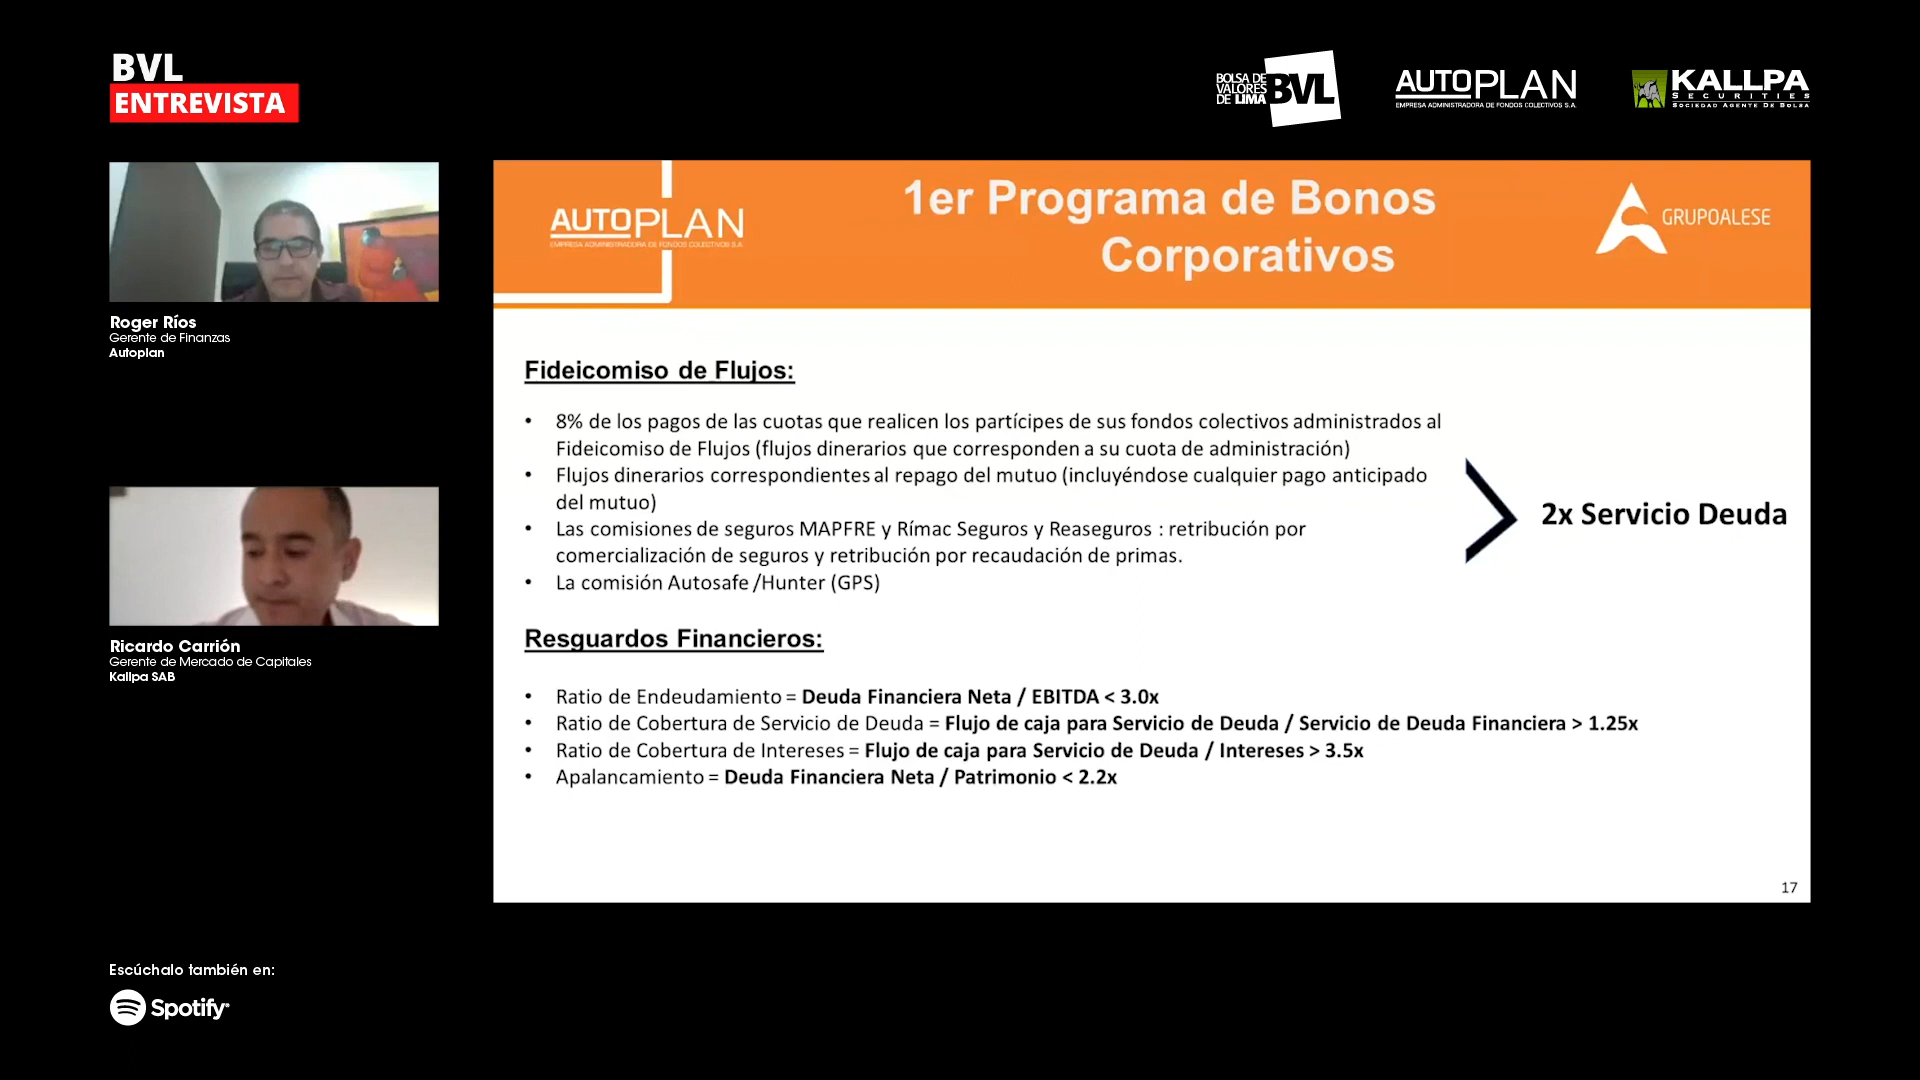 BVL
ENTREVISTA
BOLSA DE
VALORES
DE LIMA
BVL
AUTOPLAN
EMPRESA ADMINISTRADORA DE FONDOS COLECTIVOS S.A.
KALLPA
SECURITIES
SOCIEDAD AGENTE DE BOLSA
Roger Ríos
Gerente de Finanzas
Autoplan
Ricardo Carrión
Gerente de Mercado de Capitales
Kallpa SAB
AUTOPLAN
EMPRESA ADMINISTRADORA DE FONDOS COLECTIVOS S.A.
1er Programa de Bonos
Corporativos
GRUPOALESE
Fideicomiso de Flujos:
• 8% de los pagos de las cuotas que realicen los partícipes de sus fondos colectivos administrados al
Fideicomiso de Flujos (flujos dinerarios que corresponden a su cuota de administración)
• Flujos dinerarios correspondientes al repago del mutuo (incluyéndose cualquier pago anticipado
del mutuo)
• Las comisiones de seguros MAPFRE y Rímac Seguros y Reaseguros : retribución por
comercialización de seguros y retribución por recaudación de primas.
• La comisión Autosafe /Hunter (GPS)
2x Servicio Deuda
Resguardos Financieros:
• Ratio de Endeudamiento = Deuda Financiera Neta / EBITDA < 3.0x
• Ratio de Cobertura de Servicio de Deuda = Flujo de caja para Servicio de Deuda / Servicio de Deuda Financiera > 1.25x
• Ratio de Cobertura de Intereses = Flujo de caja para Servicio de Deuda / Intereses > 3.5x
• Apalancamiento = Deuda Financiera Neta / Patrimonio < 2.2x
17
Escúchalo también en:
Spotify